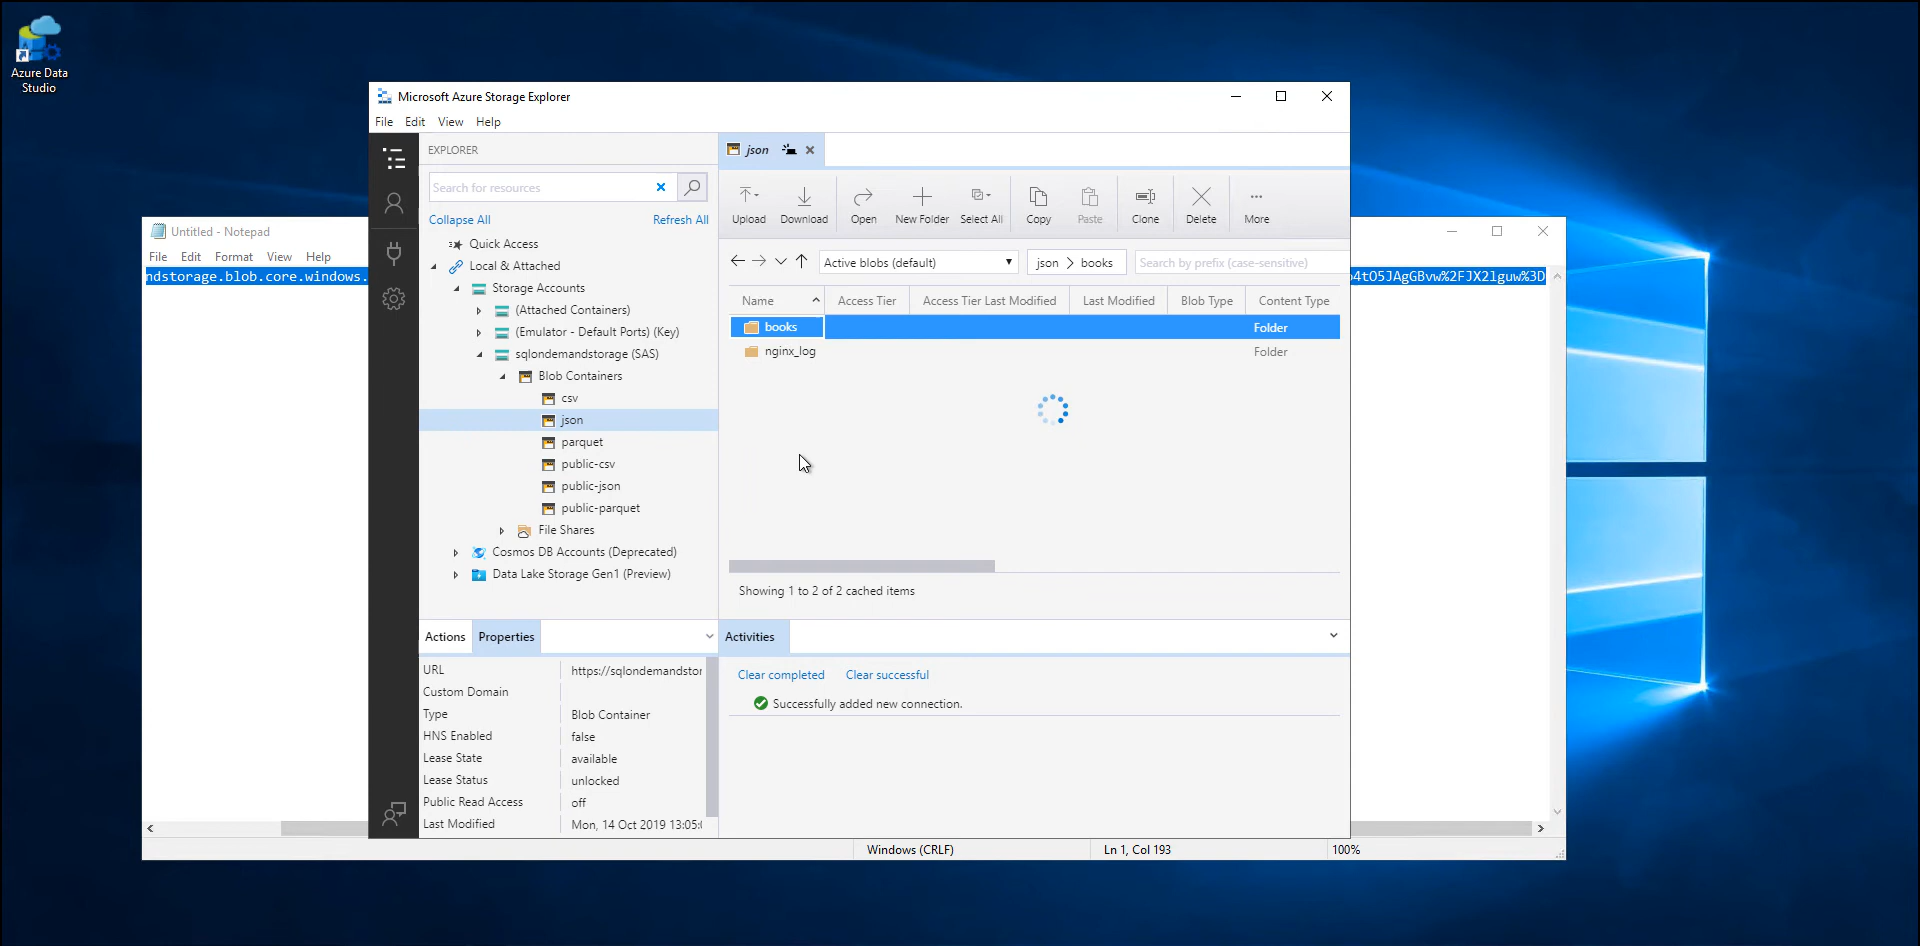 Azure Data
Studio
Microsoft Azure Storage Explorer
File Edit View Help
EXPLORER
Search for resources
Collapse All Refresh All
Quick Access
Local & Attached
Storage Accounts
(Attached Containers)
(Emulator - Default Ports) (Key)
sqlondemandstorage (SAS)
Blob Containers
csv
json
parquet
public-csv
public-json
public-parquet
File Shares
Cosmos DB Accounts (Deprecated)
Data Lake Storage Gen1 (Preview)
json
Upload Download Open New Folder Select All Copy Paste Clone Delete More
Active blobs (default) json books Search by prefix (case-sensitive)
Name Access Tier Access Tier Last Modified Last Modified Blob Type Content Type
books Folder
nginx_log Folder
Showing 1 to 2 of 2 cached items
Actions Properties
URL https://sqlondemandstor
Custom Domain
Type Blob Container
HNS Enabled false
Lease State available
Lease Status unlocked
Public Read Access off
Last Modified Mon, 14 Oct 2019 13:05:
Activities
Clear completed Clear successful
Successfully added new connection.
Untitled - Notepad
File Edit Format View Help
ndstorage.blob.core.windows. 4tO5JAgGBvw%2FJX2lguw%3D
Windows (CRLF) Ln 1, Col 193 100%